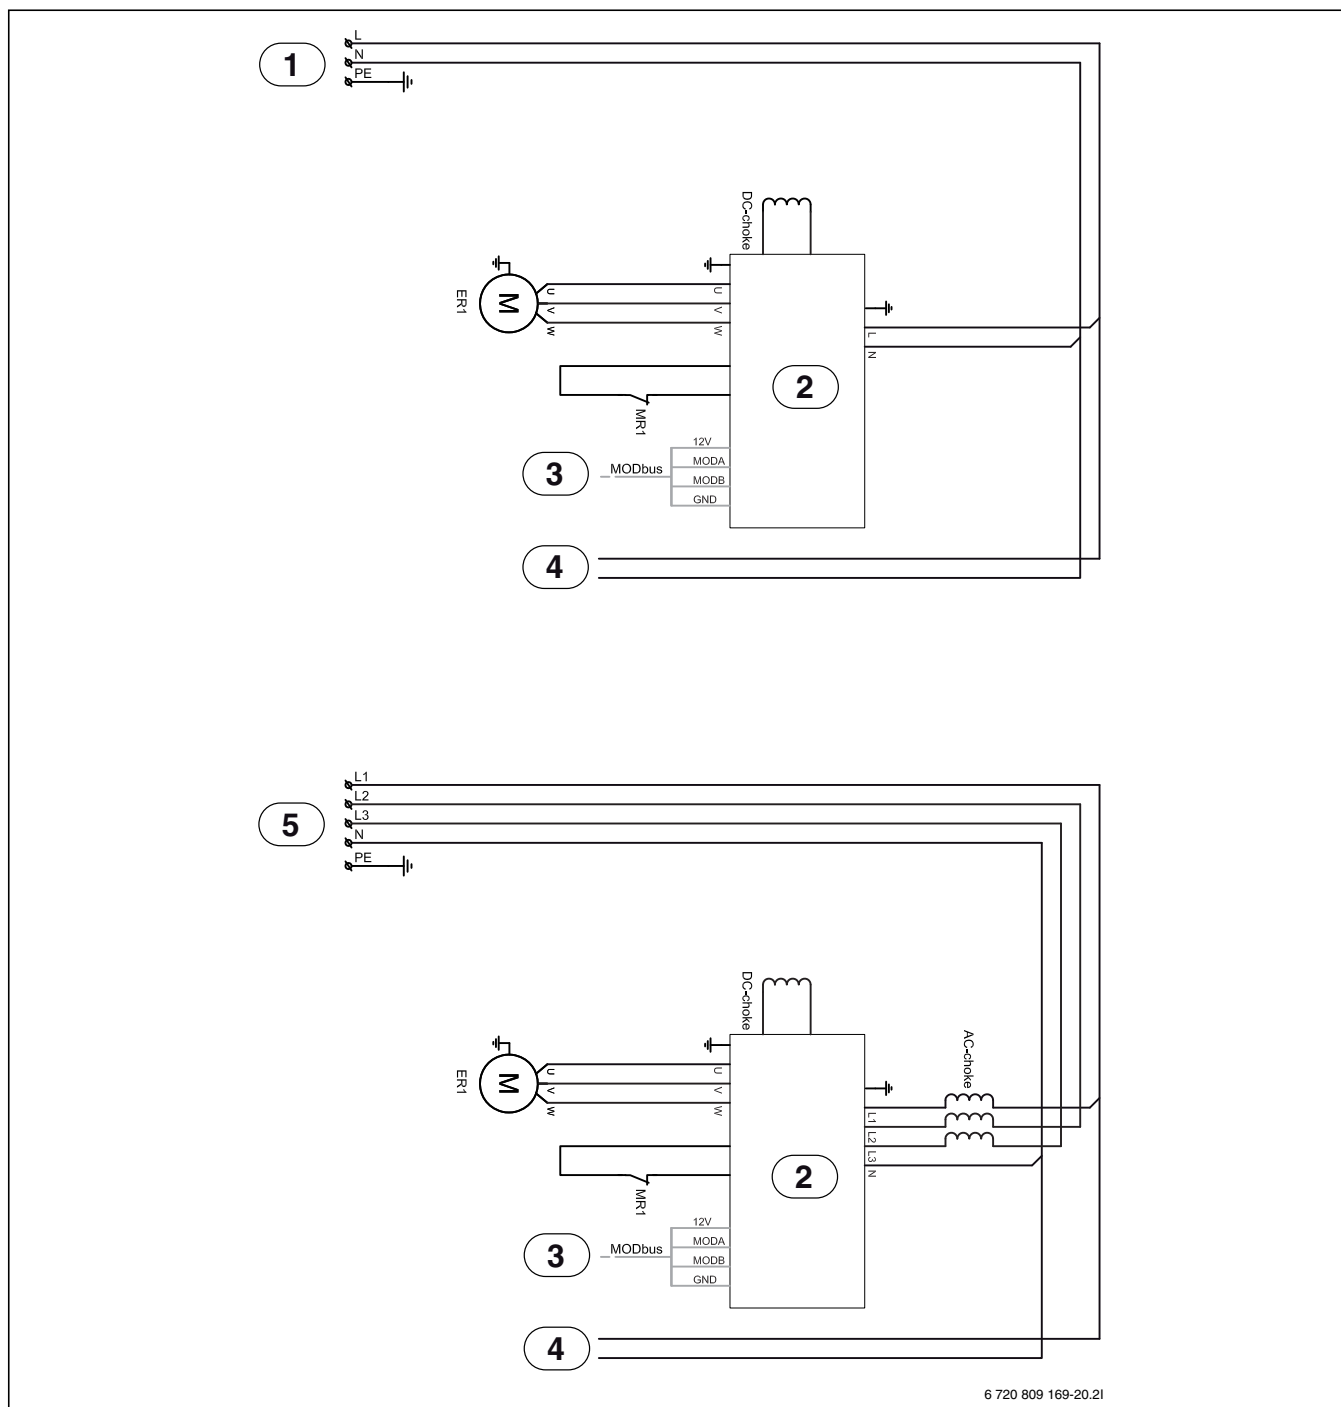 L
N
1
PE
DC-choke
ER1
M
U
V
W
U
V
W
L
N
2
MR1
12V
MODA
3
MODbus
MODB
GND
4
L1
L2
L3
5
N
PE
DC-choke
AC-choke
ER1
M
U
V
W
U
V
W
L1
L2
L3
N
2
MR1
12V
MODA
3
MODbus
MODB
GND
4
6 720 809 169-20.2I